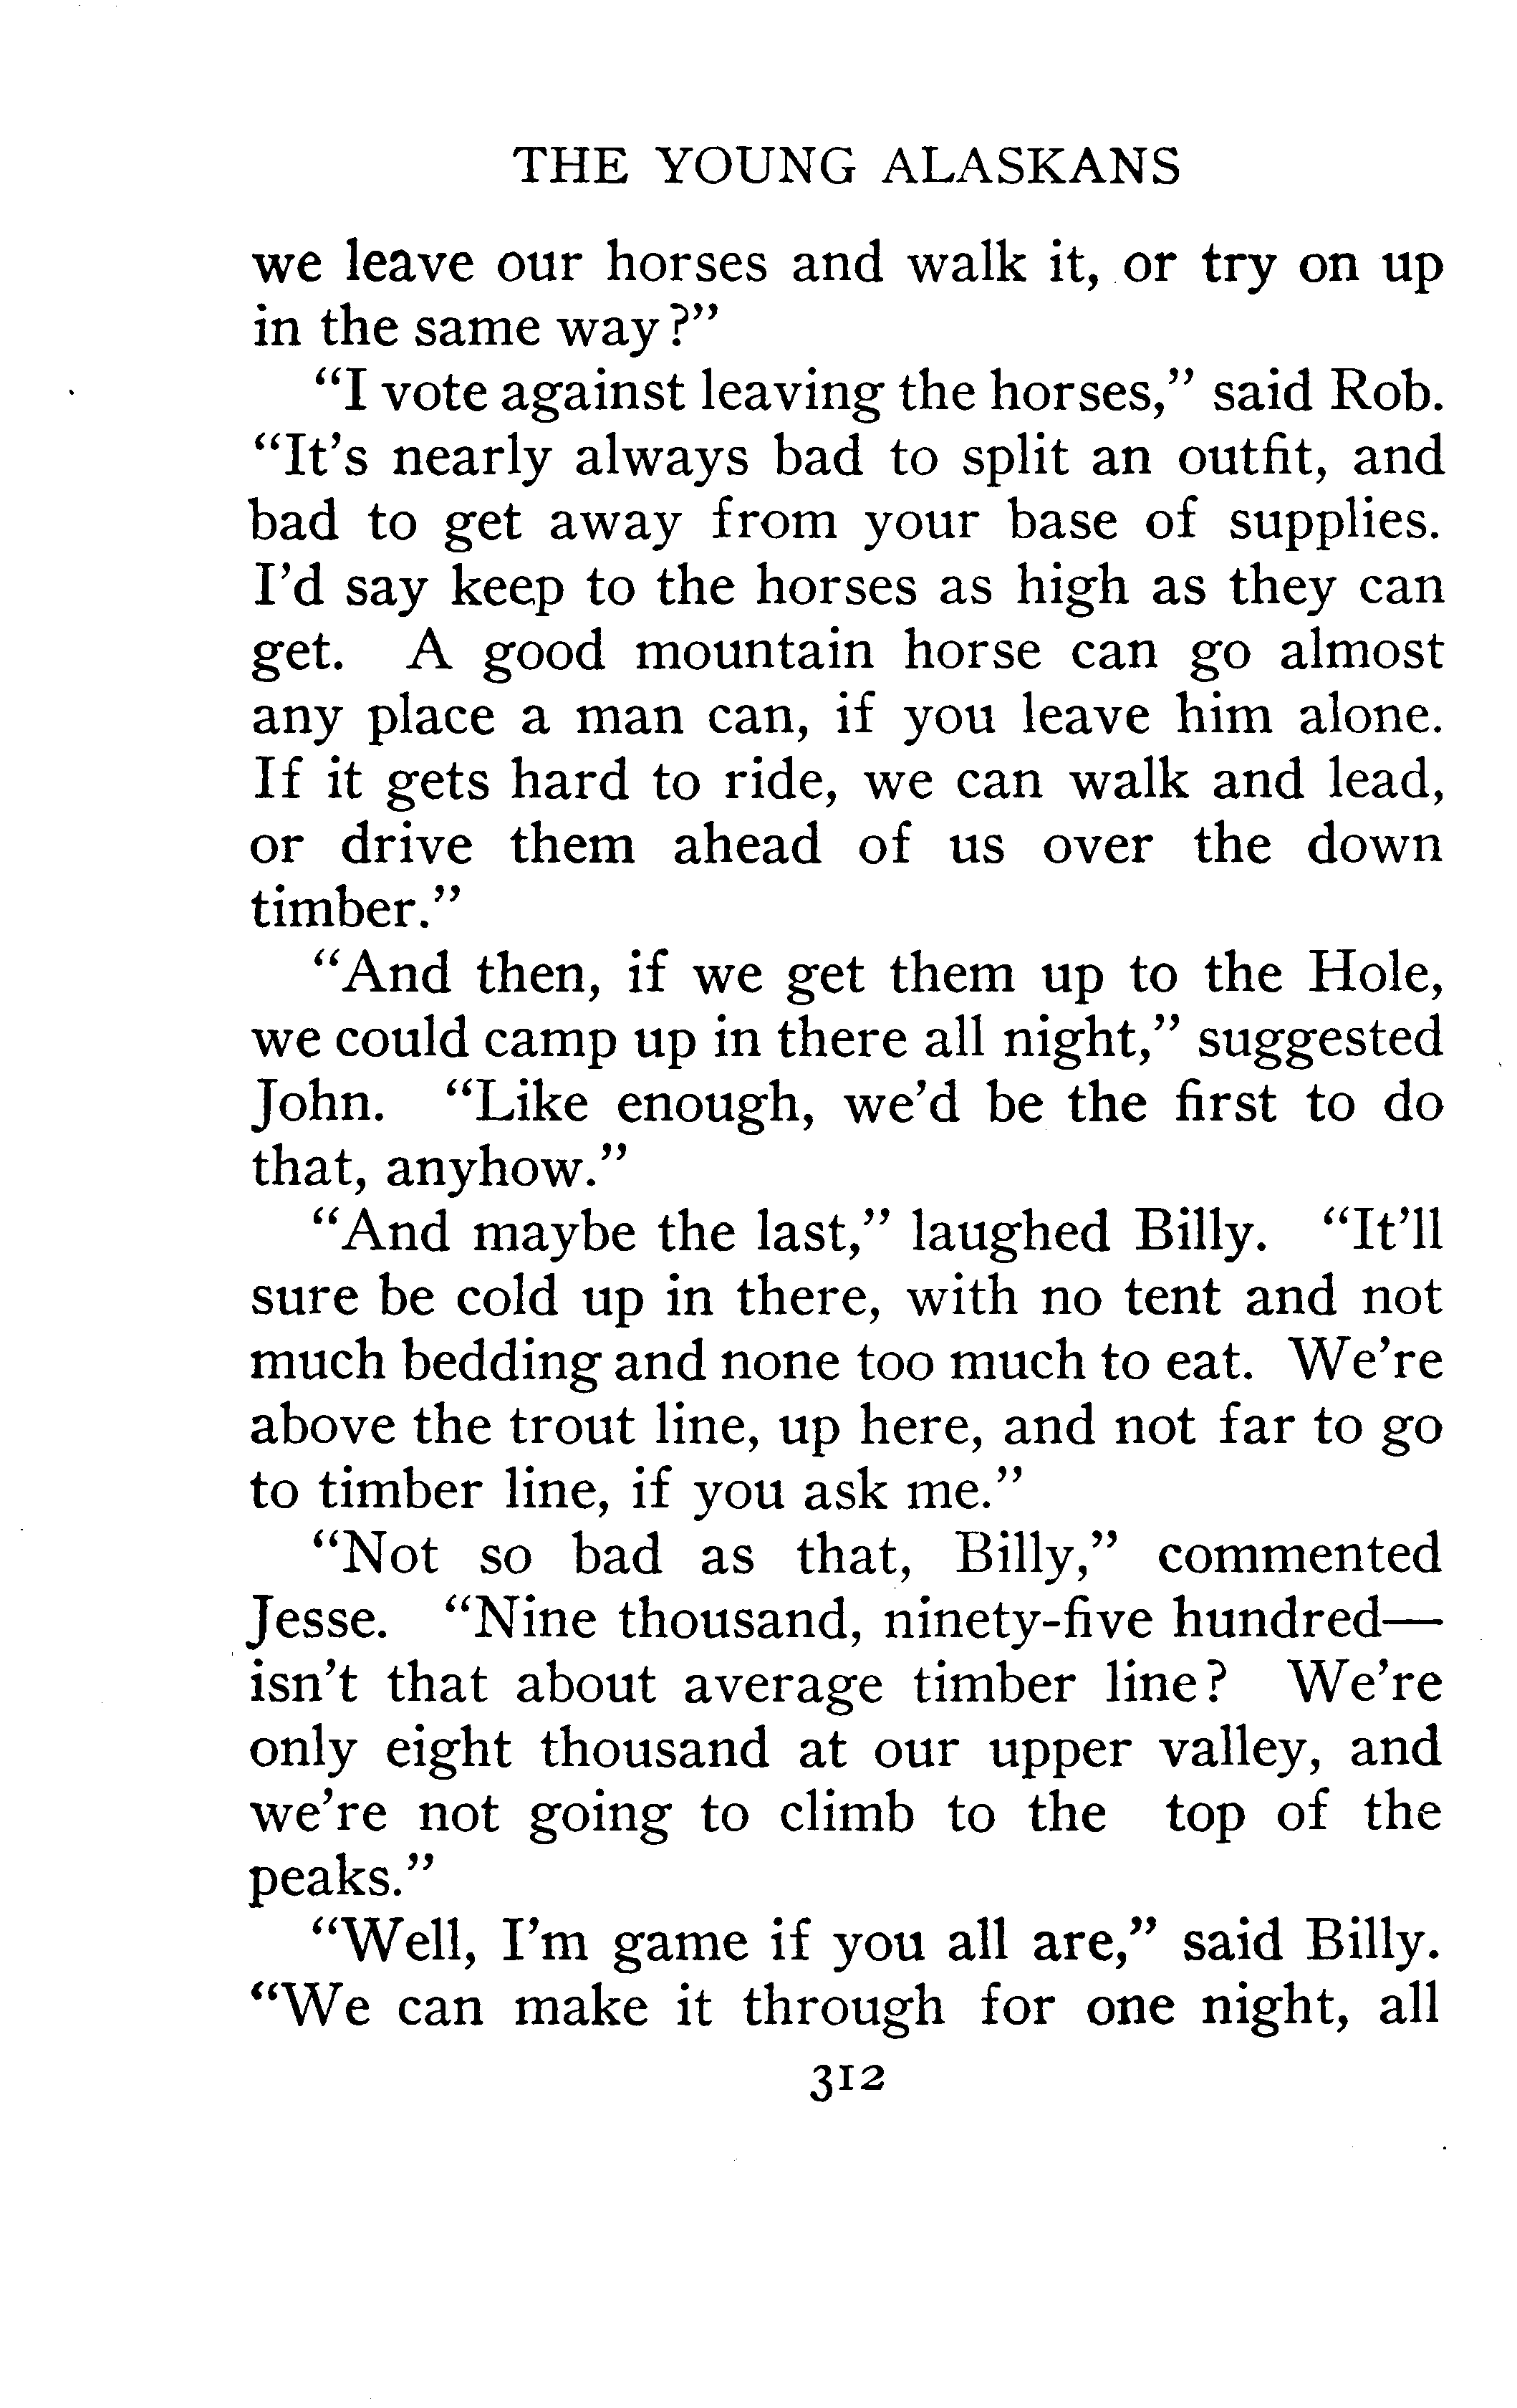 THE YOUNG ALASKANS
we leave our horses and walk it, or try on up
in the same way?”
“I vote against leaving the horses,” said Rob.
“It’s nearly always bad to split an outfit, and
bad to get away from your base of supplies.
I’d say keep to the horses as high as they can
get. A good mountain horse can go almost
any place a man can, if you leave him alone.
If it gets hard to ride, we can walk and lead,
or drive them ahead of us over the down
timber.”
“And then, if we get them up to the Hole,
we could camp up in there all night,” suggested
John. “Like enough, we’d be the first to do
that, anyhow.”
“And maybe the last,” laughed Billy. “It’ll
sure be cold up in there, with no tent and not
much bedding and none too much to eat. We’re
above the trout line, up here, and not far to go
to timber line, if you ask me.”
“Not so bad as that, Billy,” commented
Jesse. “Nine thousand, ninety-five hundred—
isn’t that about average timber line? We’re
only eight thousand at our upper valley, and
we’re not going to climb to the top of the
peaks.”
“Well, I’m game if you all are,” said Billy.
“We can make it through for one night, all
312